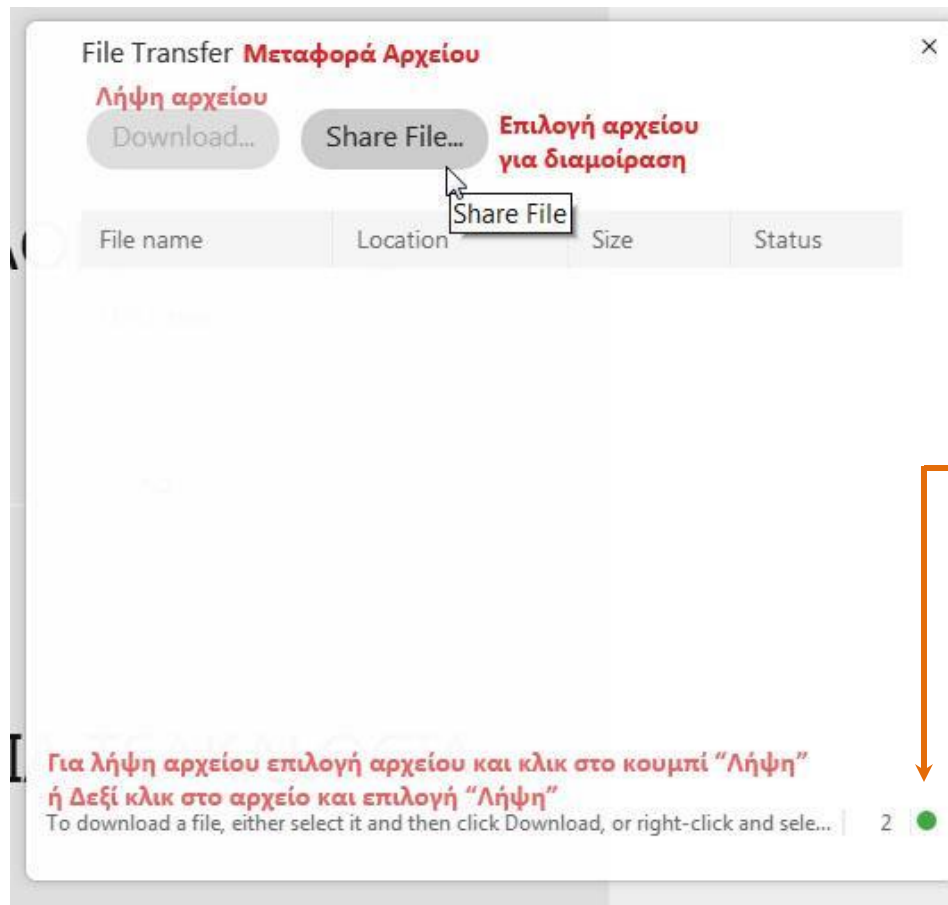 File Transfer Μεταφορά Αρχείου
Λήψη αρχείου
Download...
Share File...
Επιλογή αρχείου
για διαμοίραση
Share File
File name Location Size Status
Για λήψη αρχείου επιλογή αρχείου και κλικ στο κουμπί “Λήψη”
ή Δεξί κλικ στο αρχείο και επιλογή “Λήψη”
To download a file, either select it and then click Download, or right-click and sele... 2